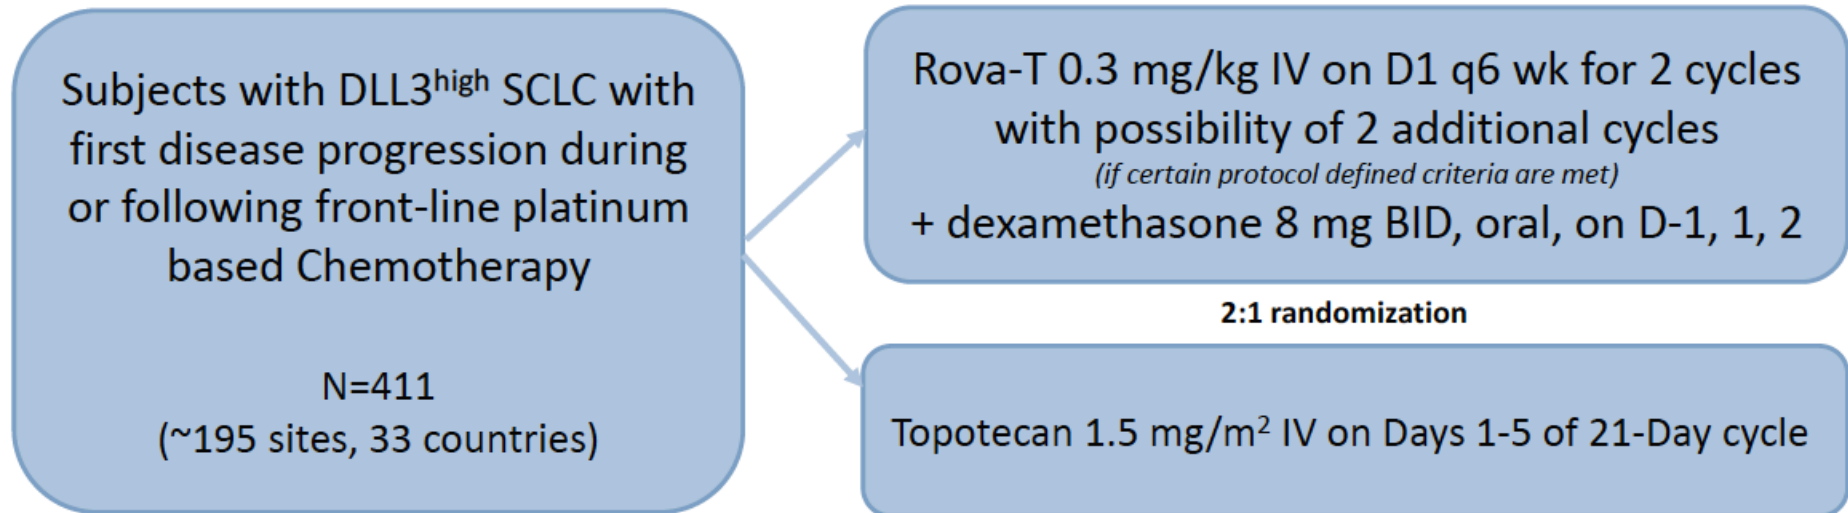 Subjects with DLL3ʰⁱᵍʰ SCLC with
first disease progression during
or following front-line platinum
based Chemotherapy
N=411
(~195 sites, 33 countries)
Rova-T 0.3 mg/kg IV on D1 q6 wk for 2 cycles
with possibility of 2 additional cycles
(if certain protocol defined criteria are met)
+ dexamethasone 8 mg BID, oral, on D-1, 1, 2
2:1 randomization
Topotecan 1.5 mg/m² IV on Days 1-5 of 21-Day cycle